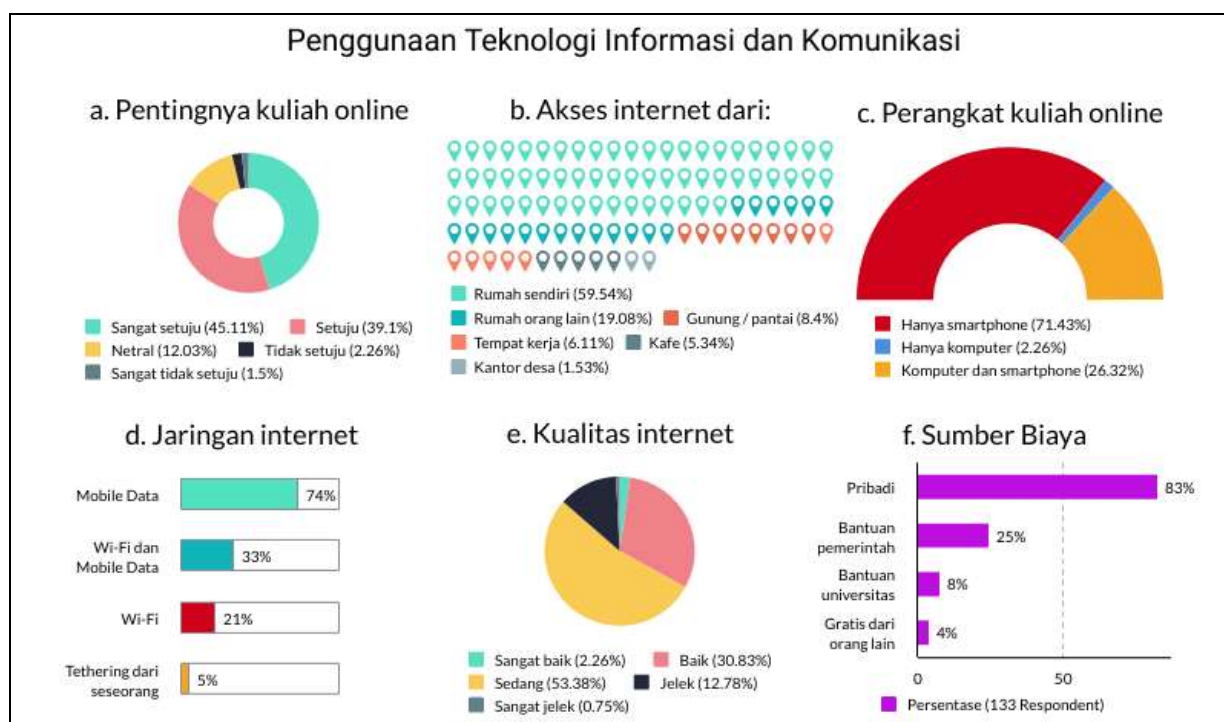 Penggunaan Teknologi Informasi dan Komunikasi
a. Pentingnya kuliah online
Sangat setuju (45.11%) Setuju (39.1%)
Netral (12.03%) Tidak setuju (2.26%)
Sangat tidak setuju (1.5%)
b. Akses internet dari:
Rumah sendiri (59.54%)
Rumah orang lain (19.08%) Gunung / pantai (8.4%)
Tempat kerja (6.11%) Kafe (5.34%)
Kantor desa (1.53%)
c. Perangkat kuliah online
Hanya smartphone (71.43%)
Hanya komputer (2.26%)
Komputer dan smartphone (26.32%)
d. Jaringan internet
Mobile Data 74%
Wi-Fi dan
Mobile Data 33%
Wi-Fi 21%
Tethering dari
seseorang 5%
e. Kualitas internet
Sangat baik (2.26%) Baik (30.83%)
Sedang (53.38%) Jelek (12.78%)
Sangat jelek (0.75%)
f. Sumber Biaya
Pribadi 83%
Bantuan
pemerintah 25%
Bantuan
universitas 8%
Gratis dari
orang lain 4%
0 50
Persentase (133 Respondent)